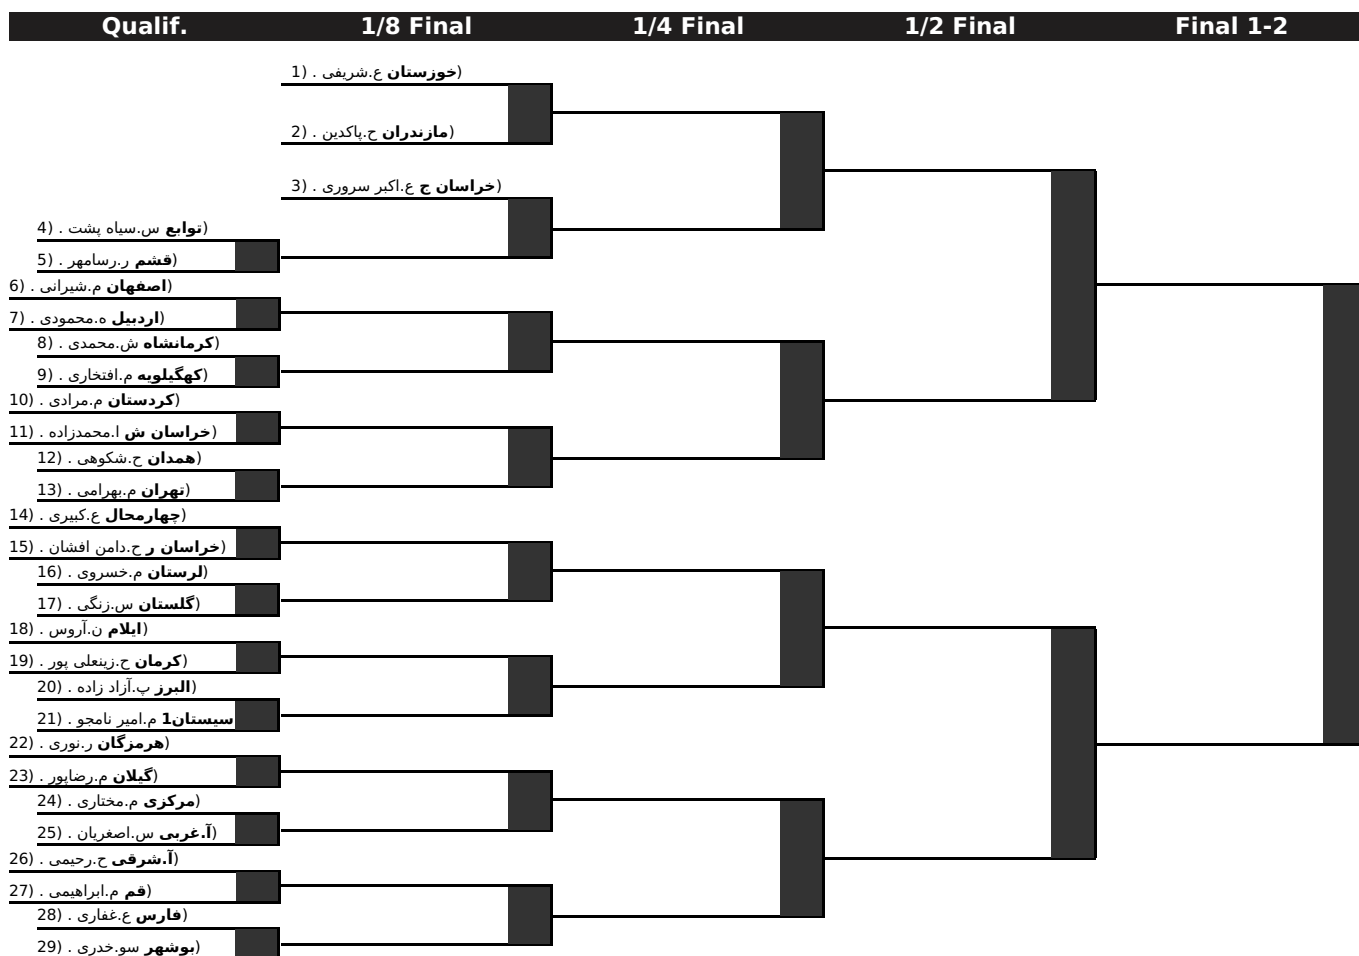 Qualif.
1/8 Final
1/4 Final
1/2 Final
Final 1-2
1) . ع.شریفی خوزستان)
2) . ح.پاکدین مازندران)
3) . ع.اکبر سروری خراسان ج)
4) . س.سیاه پشت توابع)
5) . ر.رسامهر قشم)
6) . م.شیرانی اصفهان)
7) . ه.محمودی اردبیل)
8) . ش.محمدی کرمانشاه)
9) . م.افتخاری کهگیلویه)
10) . م.مرادی کردستان)
11) . ا.محمدزاده خراسان ش)
12) . ح.شکوهی همدان)
13) . م.بهرامی تهران)
14) . ع.کبیری چهارمحال)
15) . ح.دامن افشان خراسان ر)
16) . م.خسروی لرستان)
17) . س.زنگی گلستان)
18) . ن.آروس ایلام)
19) . ح.زینعلی پور کرمان)
20) . پ.آزاد زاده البرز)
21) . م.امیر نامجو سیستان1
22) . ر.نوری هرمزگان)
23) . م.رضاپور گیلان)
24) . م.مختاری مرکزی)
25) . س.اصغریان آ.غربی)
26) . ح.رحیمی آ.شرقی)
27) . م.ابراهیمی قم)
28) . ع.غفاری فارس)
29) . سو.خدری بوشهر)